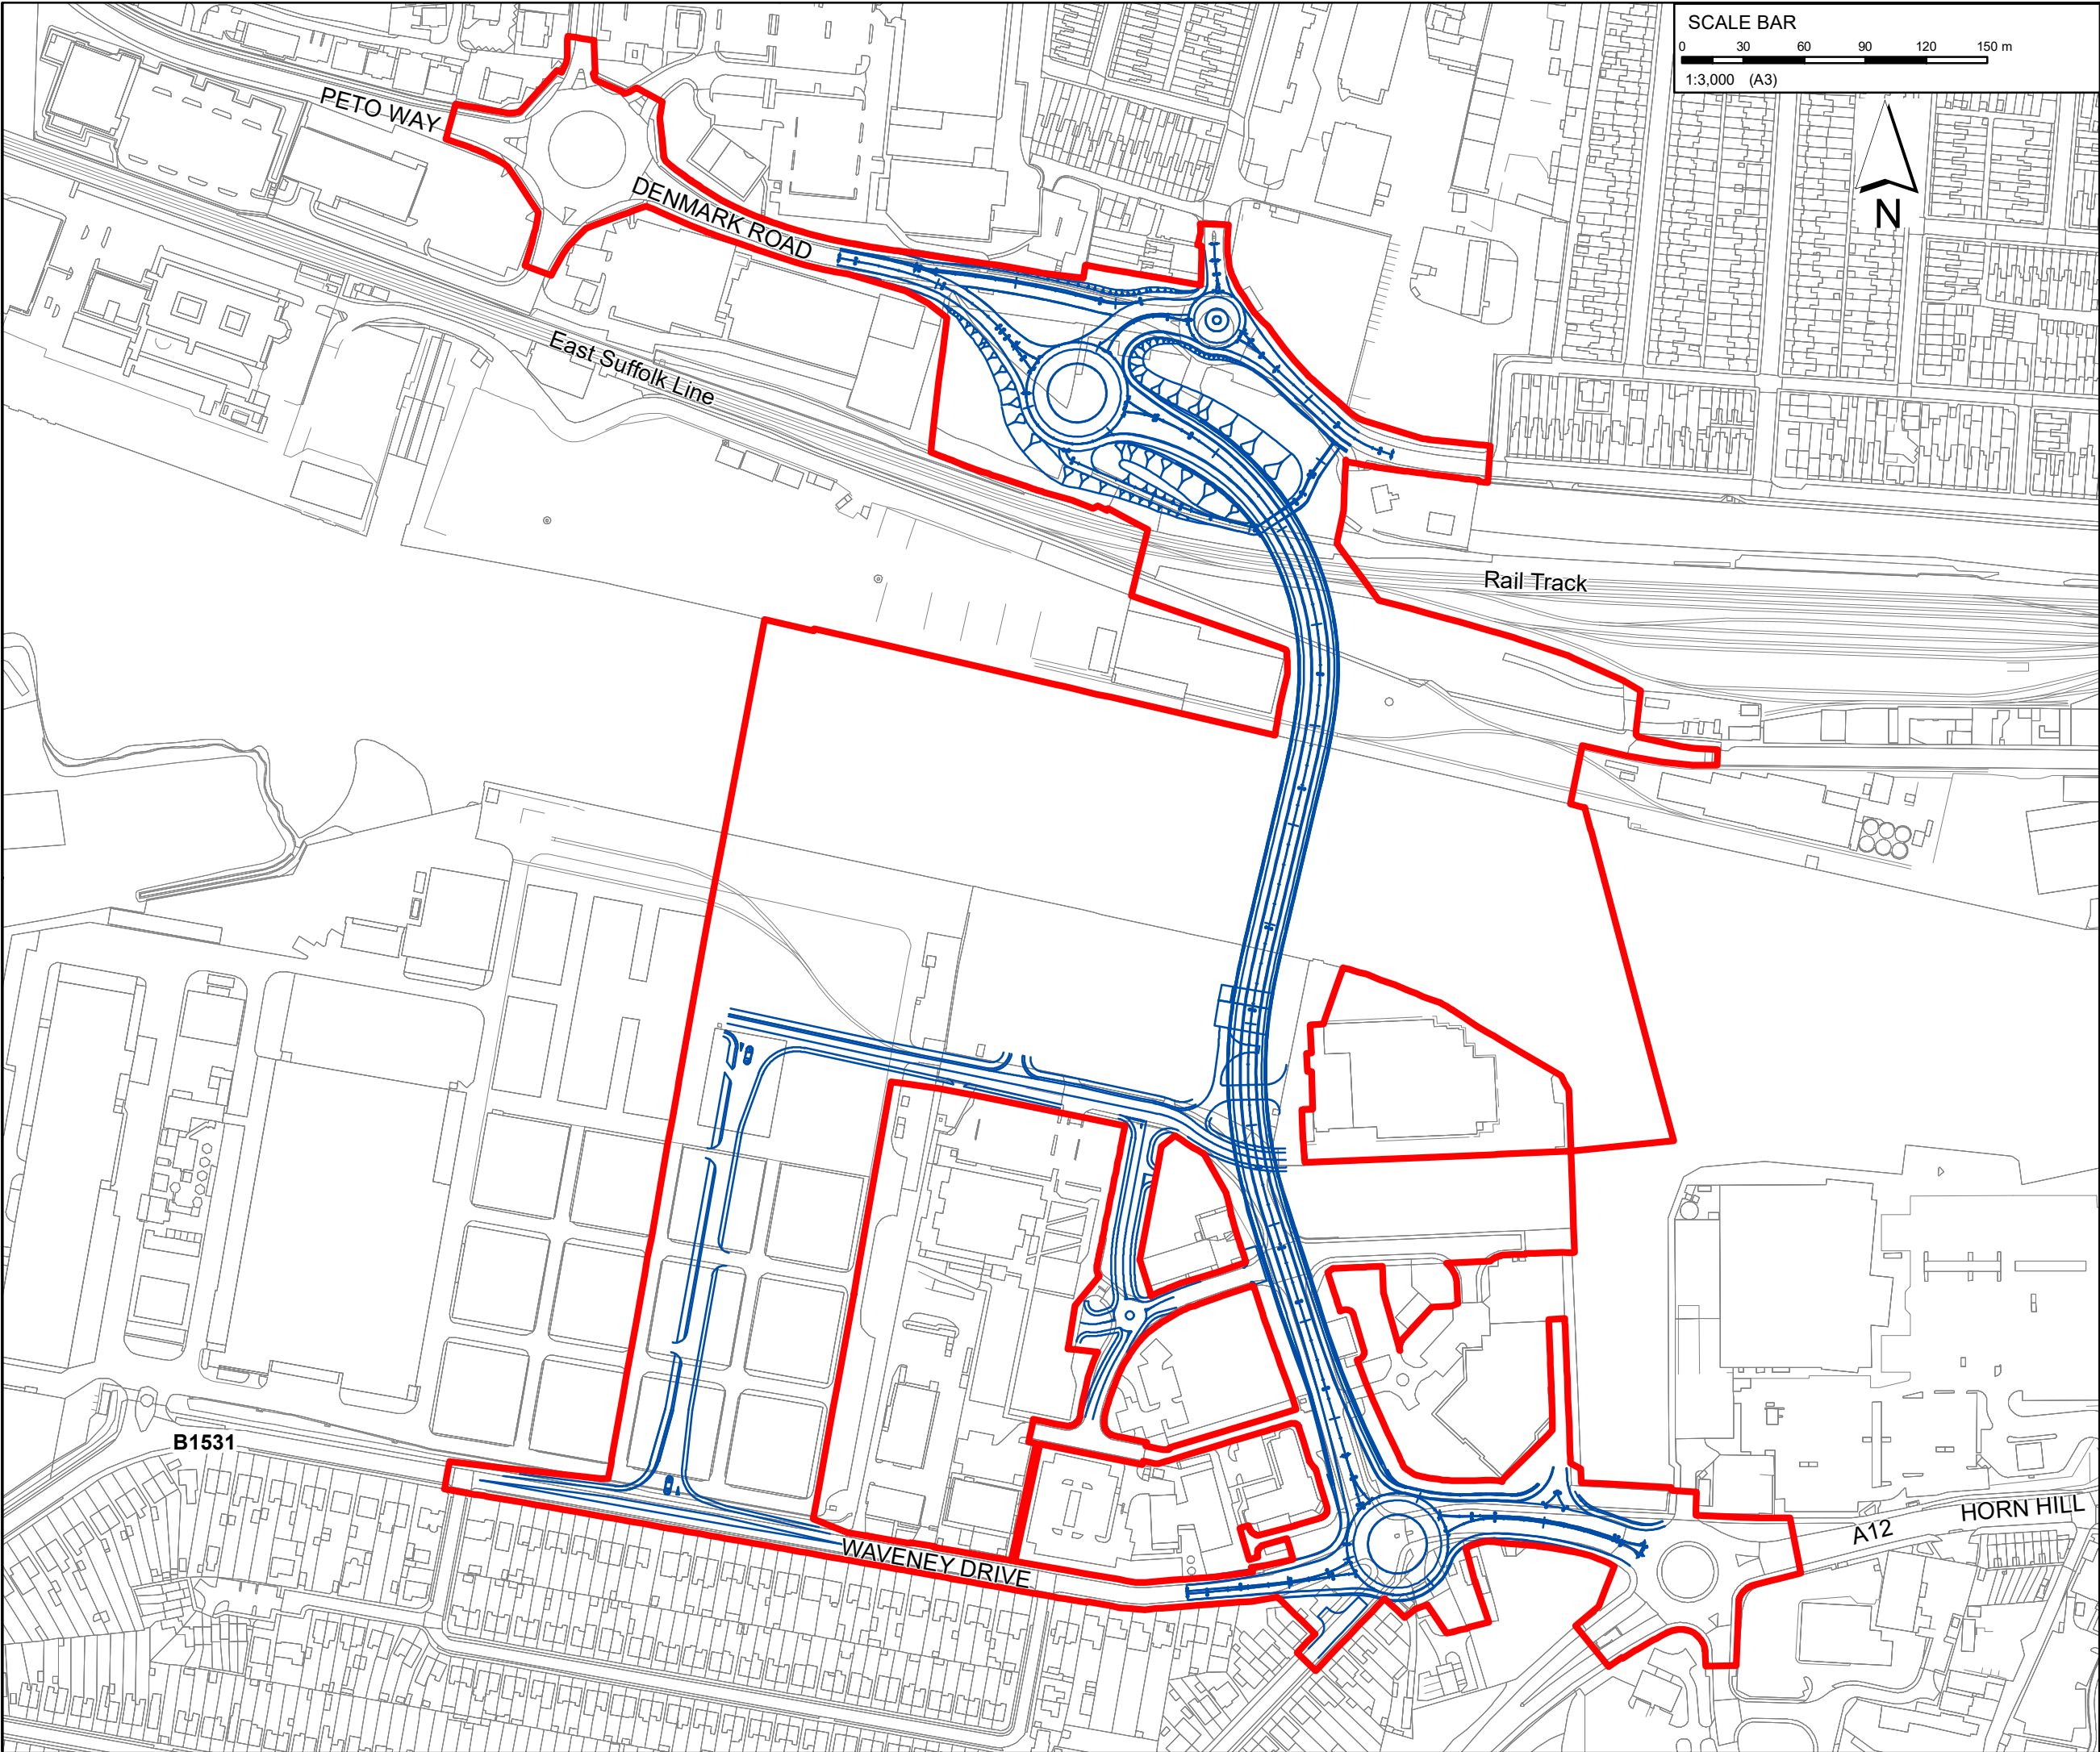 SCALE BAR
0 30 60 90 120 150 m
1:3,000 (A3)
N
PETO WAY
DENMARK ROAD
East Suffolk Line
Rail Track
B1531
WAVENEY DRIVE
A12
HORN HILL